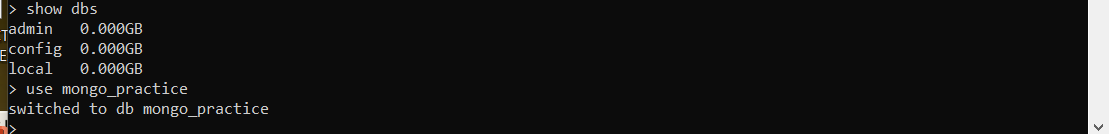 > show dbs
admin   0.000GB
config  0.000GB
local   0.000GB
> use mongo_practice
switched to db mongo_practice
>